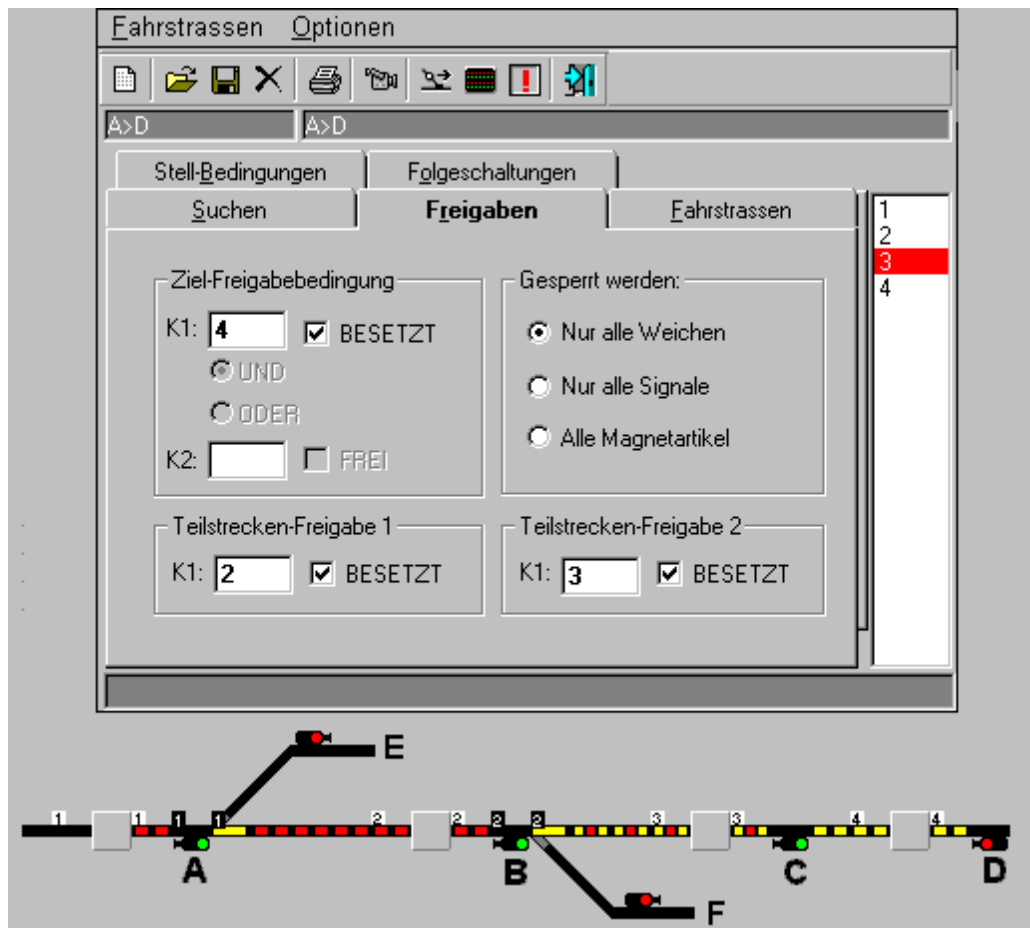 Fahrstrassen Optionen
A>D A>D
Stell-Bedingungen Folgeschaltungen
Suchen Freigaben Fahrstrassen
1
2
3
4
Ziel-Freigabebedingung
K1: 4 BESETZT
UND
ODER
K2: FREI
Gesperrt werden:
Nur alle Weichen
Nur alle Signale
Alle Magnetartikel
Teilstrecken-Freigabe 1
K1: 2 BESETZT
Teilstrecken-Freigabe 2
K1: 3 BESETZT
E
1 1 1 1 2 2 2 2 3 3 4 4
A B C D
F